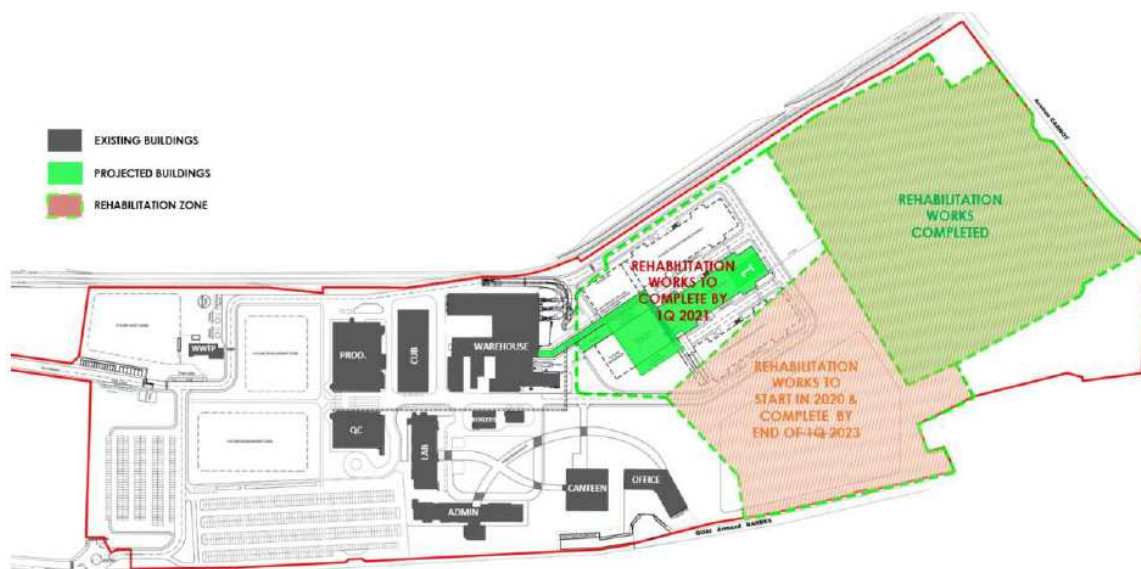 EXISTING BUILDINGS
PROJECTED BUILDINGS
REHABILITATION ZONE
Avenue CARNOT
REHABILITATION
WORKS
COMPLETED
REHABILITATION
WORKS TO
COMPLETE BY
1Q 2021
REHABILITATION
WORKS TO
START IN 2020 &
COMPLETE BY
END OF 1Q 2023
WWTP
PROD.
CUB
WAREHOUSE
QC
LAB
ADMIN
CANTEEN
OFFICE
QUAI Armand BARBES